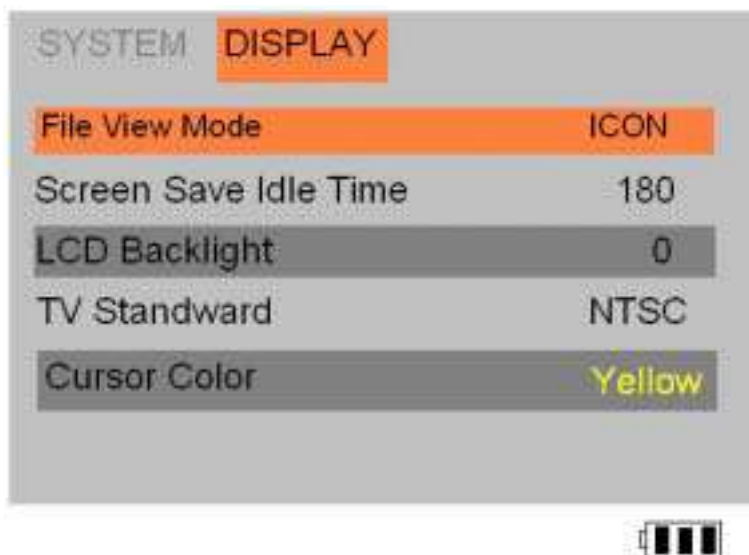 SYSTEM DISPLAY
File View Mode ICON
Screen Save Idle Time 180
LCD Backlight 0
TV Standward NTSC
Cursor Color Yellow